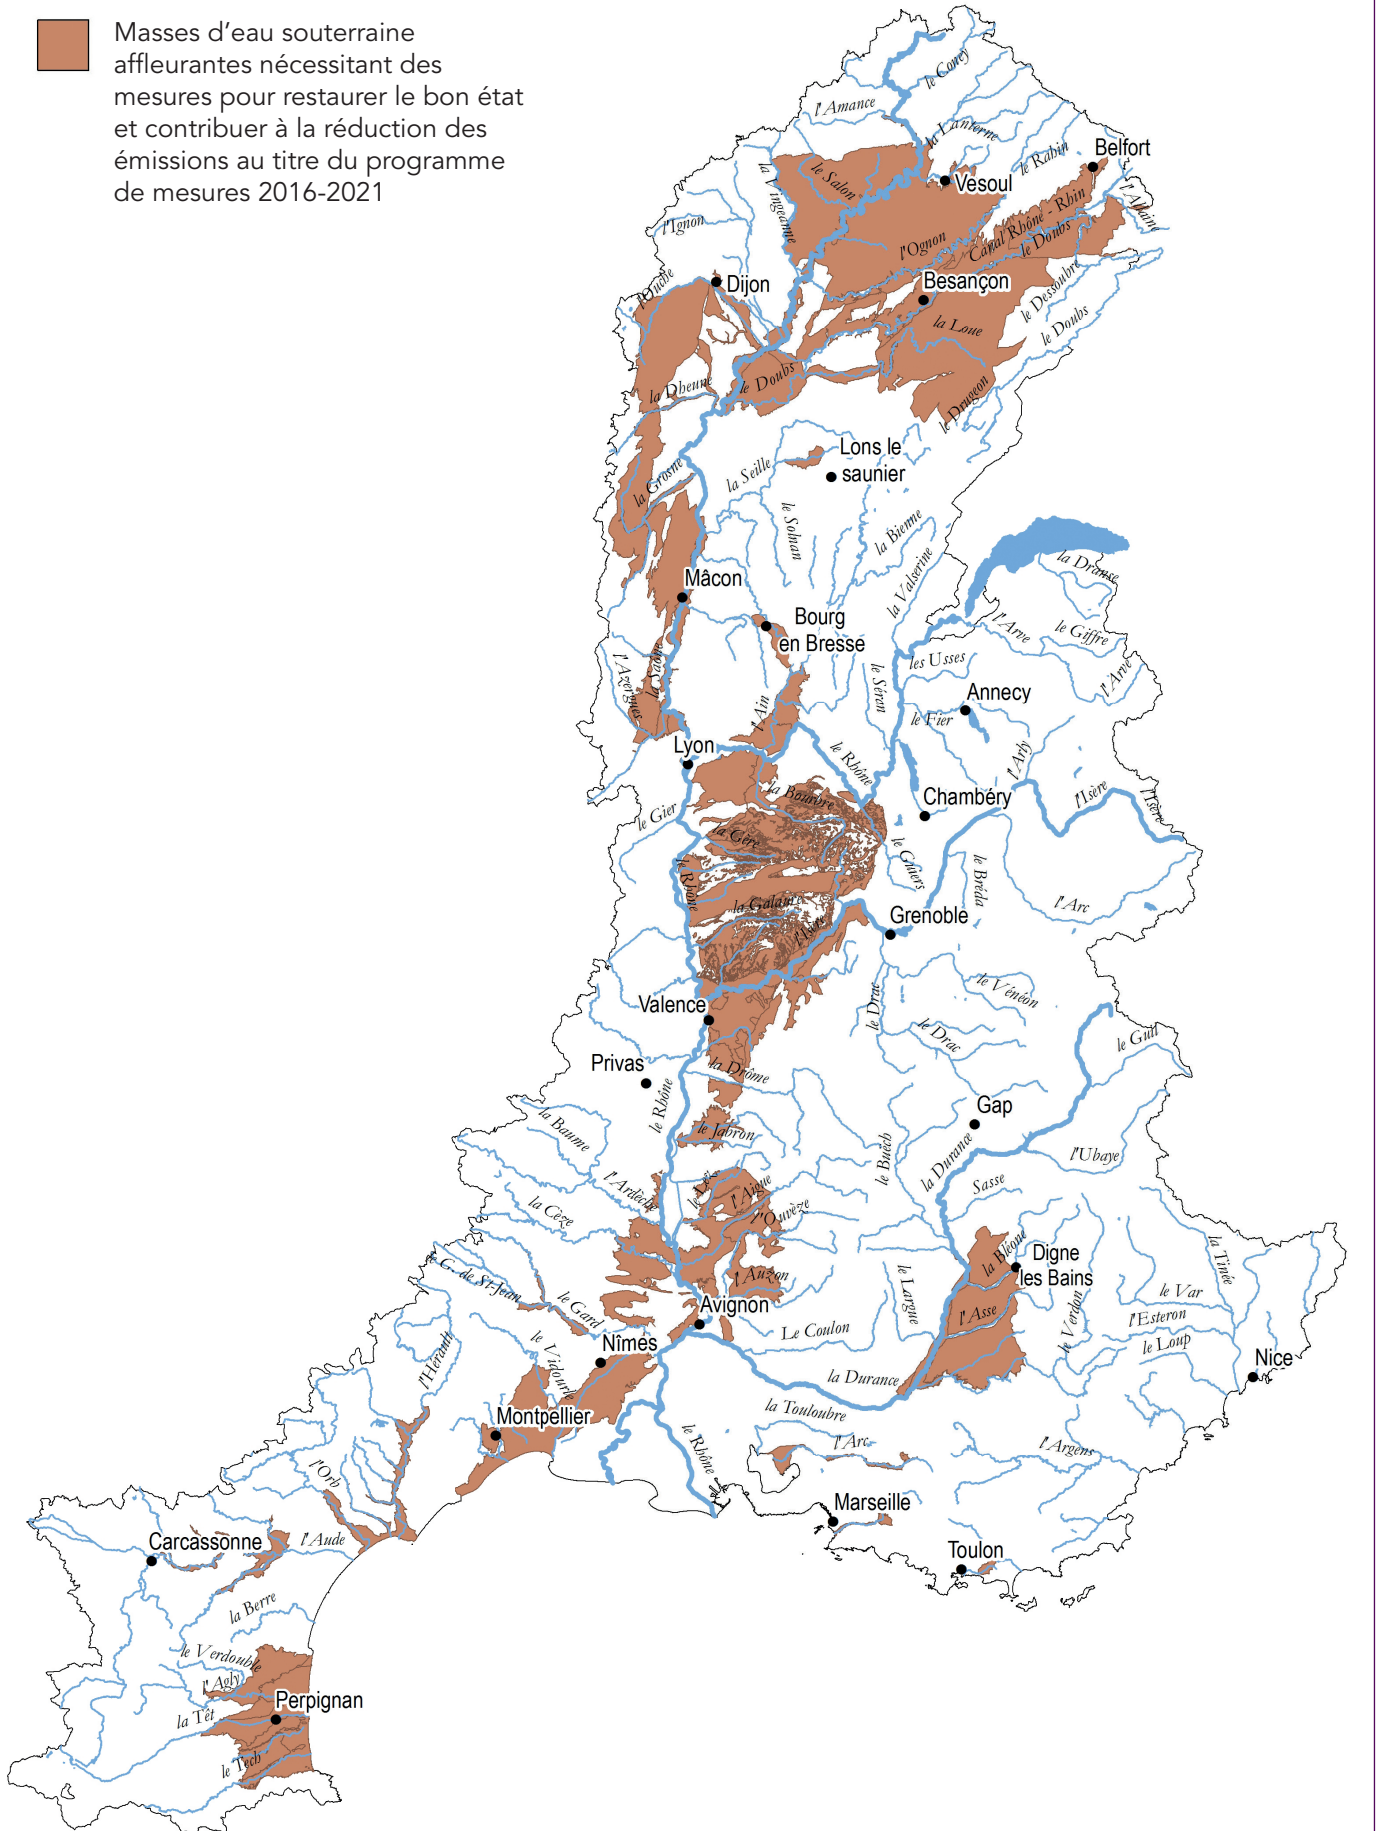 Masses d'eau souterraine
affleurantes nécessitant des
mesures pour restaurer le bon état
et contribuer à la réduction des
émissions au titre du programme
de mesures 2016-2021
le Coney
l'Amance
la Lanterne
le Rahin
Belfort
la Vingeanne
le Salon
Vesoul
l'Allaine
l'Ignon
l'Ognon
Canal Rhône - Rhin
le Doubs
l'Ouche
Dijon
Besançon
le Dessoubre
la Loue
le Doubs
la Dheune
le Doubs
le Drugeon
la Grosne
la Seille
Lons le
saunier
le Solnan
la Bienne
la Valserine
la Dranse
Mâcon
Bourg
en Bresse
l'Arve
le Giffre
l'Azergues
la Saône
le Séran
les Usses
l'Arve
Annecy
l'Ain
le Fier
Lyon
le Rhône
l'Arly
la Bourbre
Chambéry
l'Isère
l'Isère
le Gier
la Gère
le Guiers
le Bréda
le Rhône
la Galaure
l'Arc
l'Isère
Grenoble
Valence
le Drac
le Vénéon
le Drac
le Guil
Privas
la Drôme
le Rhône
Gap
la Baume
le Jabron
le Buëch
la Durance
l'Ubaye
l'Ardèche
le Lez
l'Aigue
Sasse
la Cèze
l'Ouvèze
la Bléone
Digne
les Bains
la Tinée
le G. de St-Jean
l'Auzon
le Largue
le Var
le Gard
Avignon
l'Asse
le Verdon
l'Esteron
Le Coulon
le Loup
le Vidourle
Nîmes
Nice
l'Hérault
la Durance
Montpellier
la Touloubre
le Rhône
l'Arc
l'Argens
l'Orb
Marseille
Carcassonne
l'Aude
Toulon
la Berre
le Verdouble
l'Agly
Perpignan
la Têt
le Tech